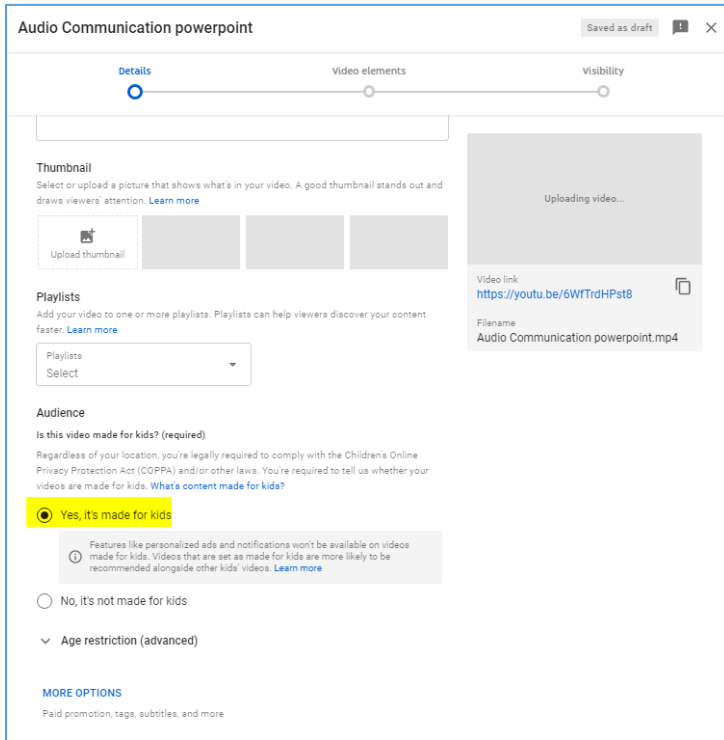 Audio Communication powerpoint
Saved as draft
Details
Video elements
Visibility
Thumbnail
Select or upload a picture that shows what's in your video. A good thumbnail stands out and
draws viewers' attention. Learn more
Upload thumbnail
Uploading video...
Video link
https://youtu.be/6WfTrdHPst8
Filename
Audio Communication powerpoint.mp4
Playlists
Add your video to one or more playlists. Playlists can help viewers discover your content
faster. Learn more
Playlists
Select
Audience
Is this video made for kids? (required)
Regardless of your location, you're legally required to comply with the Children's Online
Privacy Protection Act (COPPA) and/or other laws. You're required to tell us whether your
videos are made for kids. What's content made for kids?
Yes, it's made for kids
Features like personalized ads and notifications won't be available on videos
made for kids. Videos that are set as made for kids are more likely to be
recommended alongside other kids' videos. Learn more
No, it's not made for kids
Age restriction (advanced)
MORE OPTIONS
Paid promotion, tags, subtitles, and more